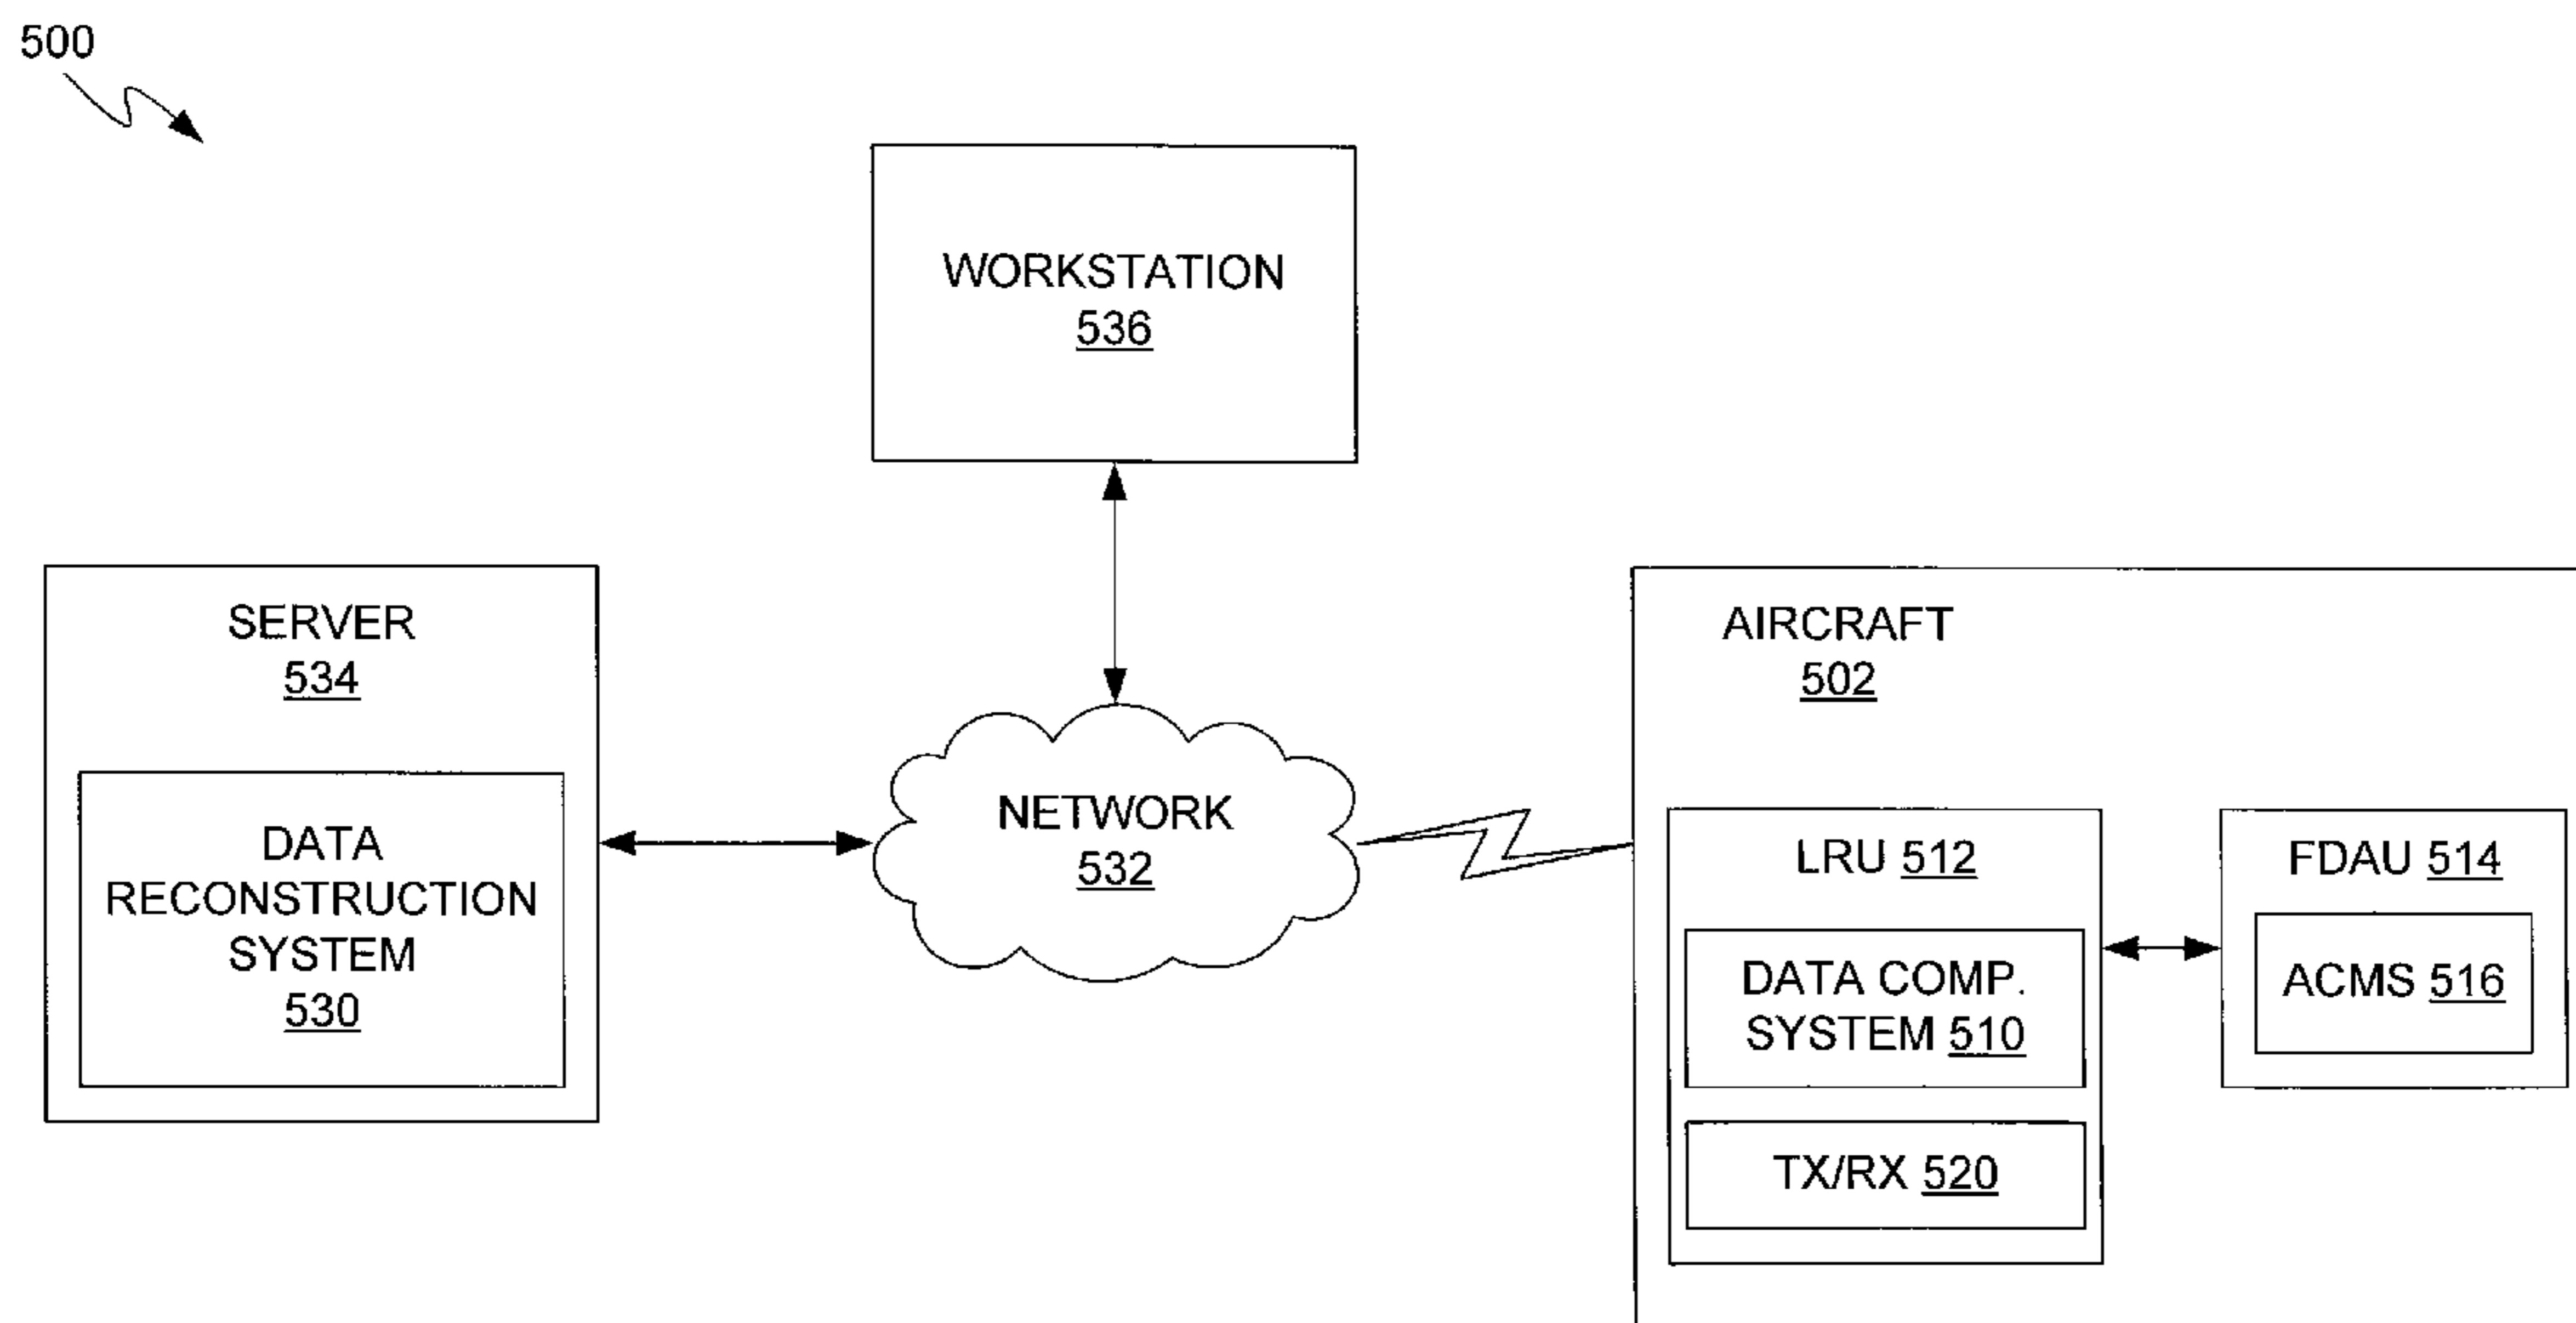 500
WORKSTATION
536
SERVER
534
DATA
RECONSTRUCTION
SYSTEM
530
NETWORK
532
AIRCRAFT
502
LRU 512
DATA COMP.
SYSTEM 510
TX/RX 520
FDAU 514
ACMS 516